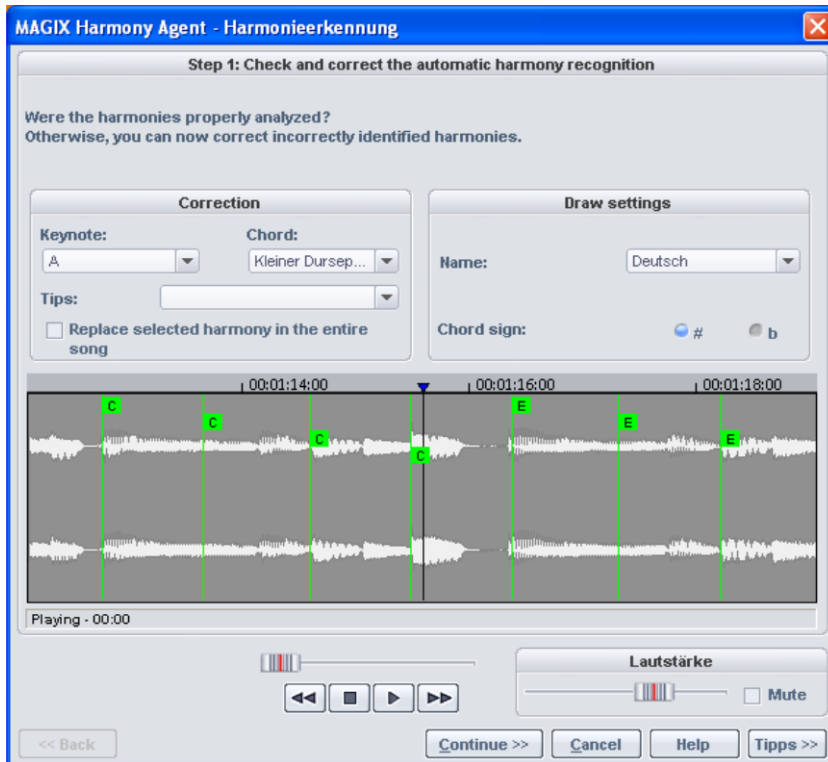 MAGIX Harmony Agent - Harmonieerkennung
Step 1: Check and correct the automatic harmony recognition
Were the harmonies properly analyzed?
Otherwise, you can now correct incorrectly identified harmonies.
Correction
Draw settings
Keynote:
Chord:
A
Kleiner Dursep...
Name:
Deutsch
Tips:
Replace selected harmony in the entire
song
Chord sign:
#
b
00:01:14:00
00:01:16:00
00:01:18:00
C
C
C
C
E
E
E
Playing - 00:00
Lautstärke
Mute
<< Back
Continue >>
Cancel
Help
Tipps >>